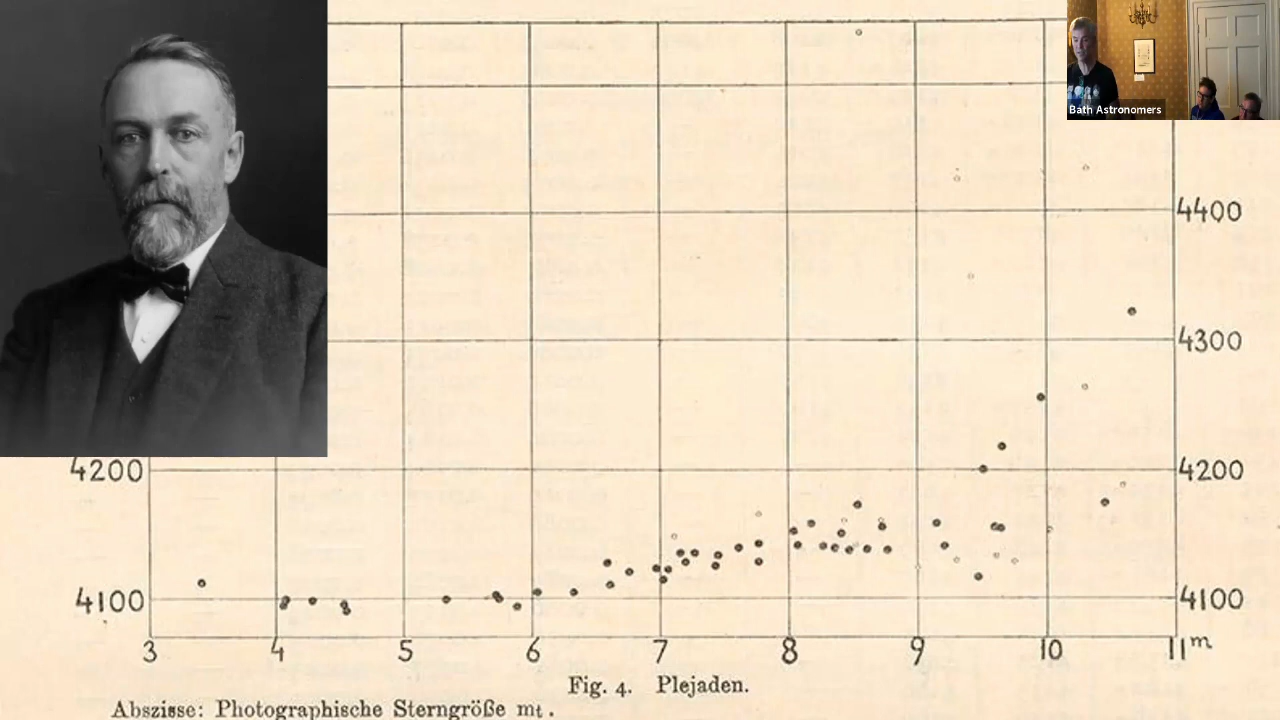 Bath Astronomers
4400
4300
4200 4200
4100 4100
3 4 5 6 7 8 9 10 11m
Fig. 4. Plejaden.
Abszisse: Photographische Sterngröße mt.